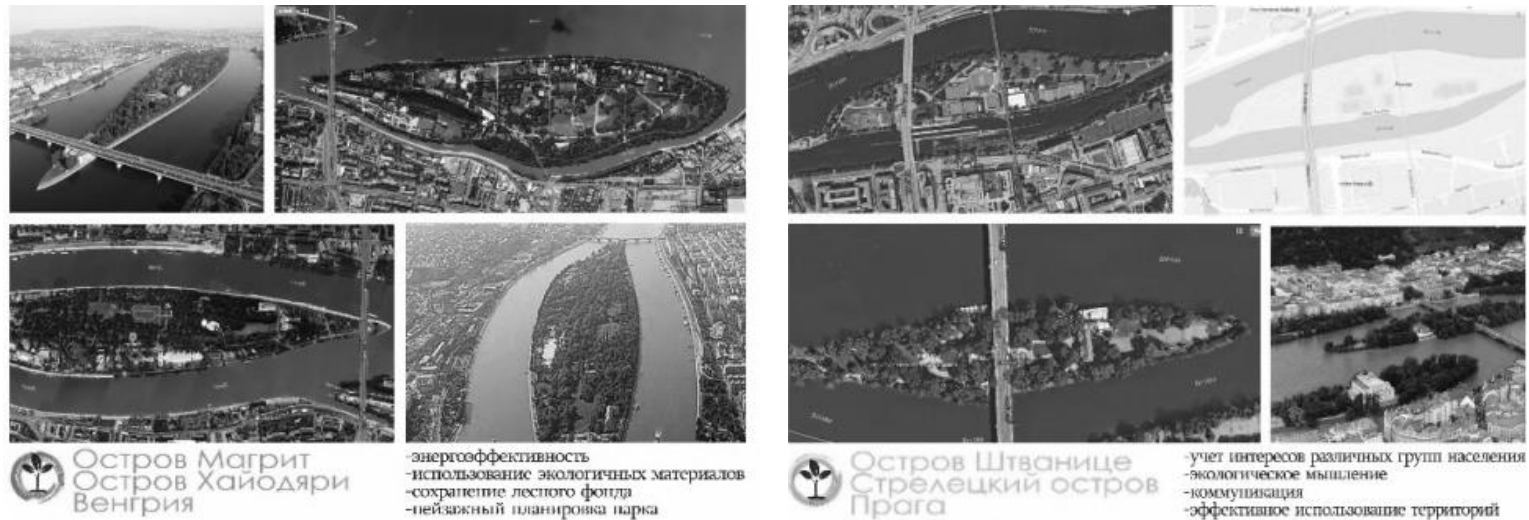 Остров Магрит
Остров Хайодяри
Венгрия
-энергоэффективность
-использование экологичных материалов
-сохранение лесного фонда
-пейзажный планировка парка
Остров Штванице
Стрелецкий остров
Прага
-учет интересов различных групп населения
-экологическое мышление
-коммуникация
-эффективное использование территорий